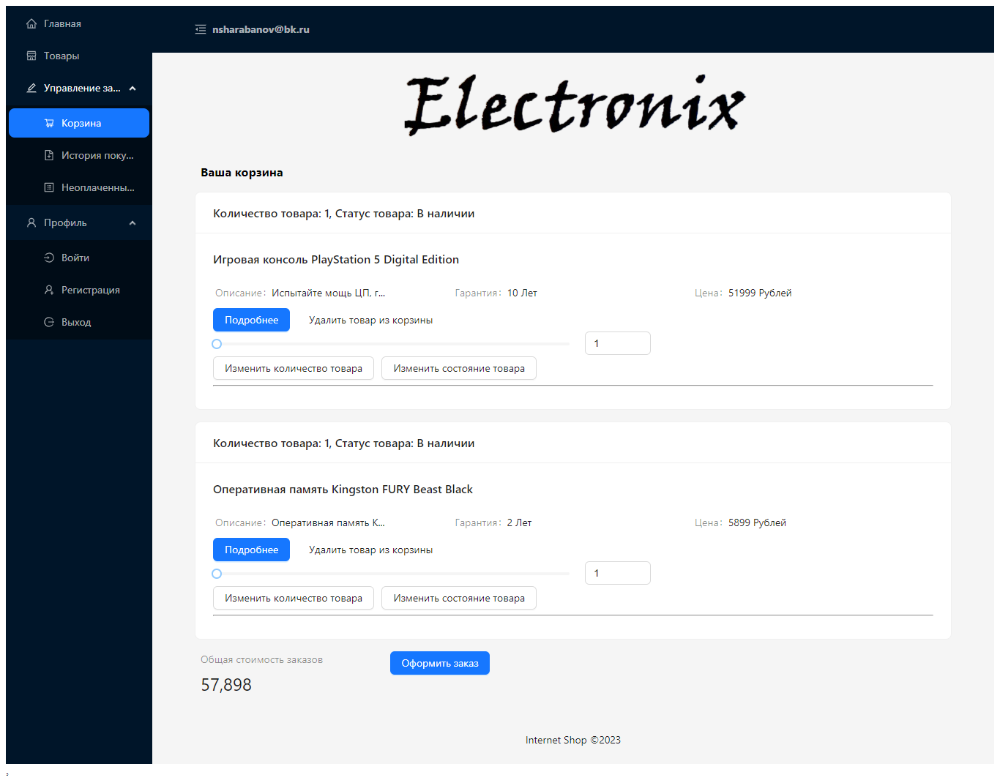 Главная
Товары
Управление за...
Корзина
История поку...
Неоплаченны...
Профиль
Войти
Регистрация
Выход
nsharabanov@bk.ru
Electronix
Ваша корзина
Количество товара: 1, Статус товара: В наличии
Игровая консоль PlayStation 5 Digital Edition
Описание: Испытайте мощь ЦП, г... Гарантия: 10 Лет Цена: 51999 Рублей
Подробнее Удалить товар из корзины
1
Изменить количество товара Изменить состояние товара
Количество товара: 1, Статус товара: В наличии
Оперативная память Kingston FURY Beast Black
Описание: Оперативная память K... Гарантия: 2 Лет Цена: 5899 Рублей
Подробнее Удалить товар из корзины
1
Изменить количество товара Изменить состояние товара
Общая стоимость заказов Оформить заказ
57,898
Internet Shop ©2023